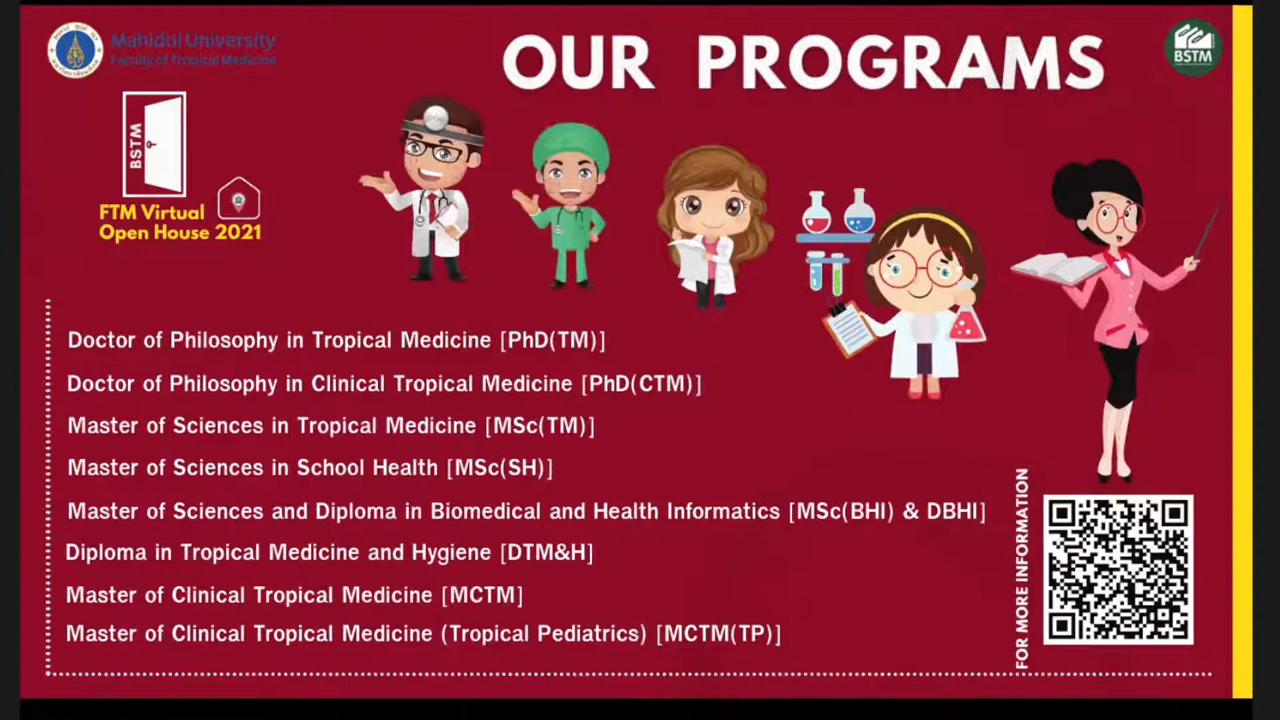 Mahidol University
Faculty of Tropical Medicine
OUR PROGRAMS
BSTM
BSTM
FTM Virtual
Open House 2021
Doctor of Philosophy in Tropical Medicine [PhD(TM)]
Doctor of Philosophy in Clinical Tropical Medicine [PhD(CTM)]
Master of Sciences in Tropical Medicine [MSc(TM)]
Master of Sciences in School Health [MSc(SH)]
Master of Sciences and Diploma in Biomedical and Health Informatics [MSc(BHI) & DBHI]
Diploma in Tropical Medicine and Hygiene [DTM&H]
Master of Clinical Tropical Medicine [MCTM]
Master of Clinical Tropical Medicine (Tropical Pediatrics) [MCTM(TP)]
FOR MORE INFORMATION